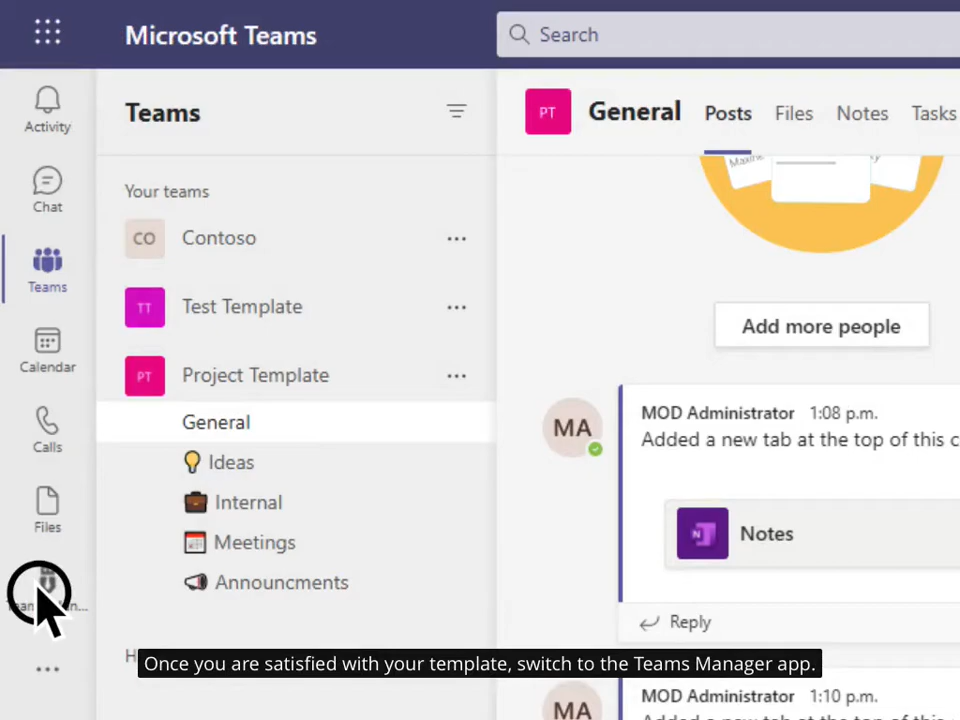 Microsoft Teams
Search
Activity
Chat
Teams
Calendar
Calls
Files
Teams
Your teams
CO Contoso
TT Test Template
PT Project Template
General
💡 Ideas
💼 Internal
📅 Meetings
📢 Announcments
PT General Posts Files Notes Tasks
Add more people
MA MOD Administrator 1:08 p.m.
Added a new tab at the top of this c
N Notes
Reply
Once you are satisfied with your template, switch to the Teams Manager app.
MA MOD Administrator 1:10 p.m.